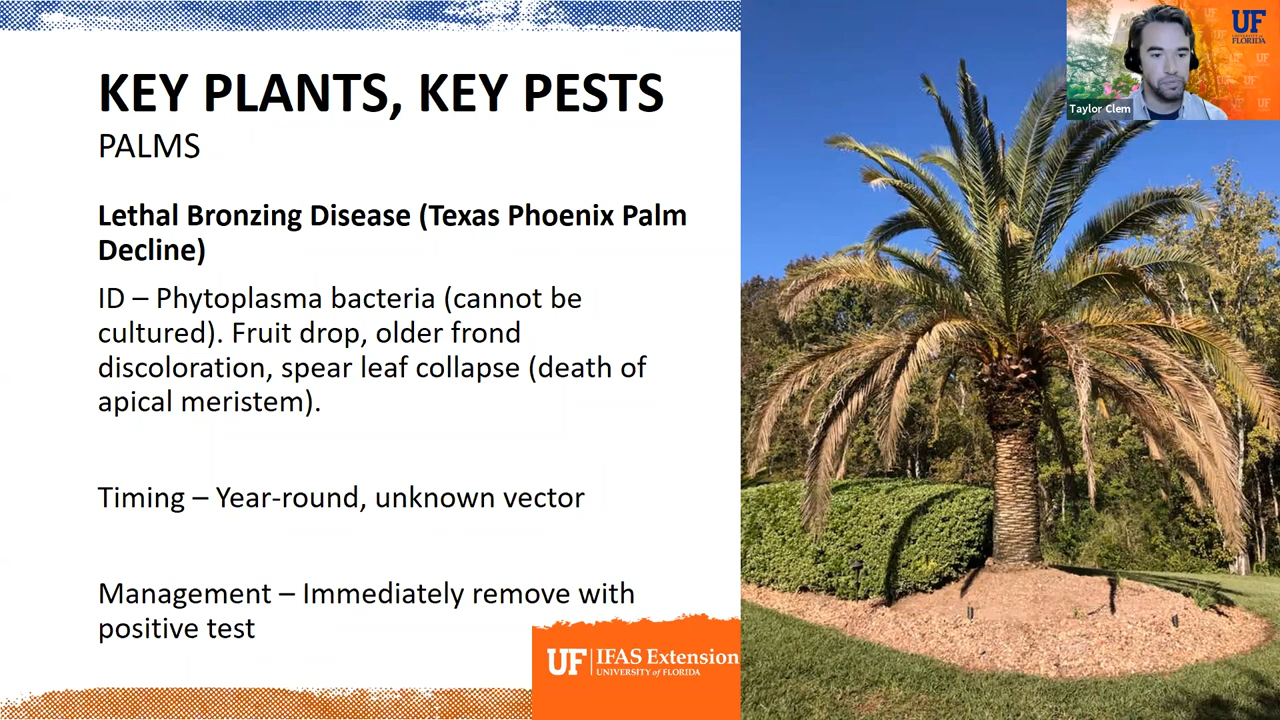 KEY PLANTS, KEY PESTS
PALMS
Lethal Bronzing Disease (Texas Phoenix Palm
Decline)
ID – Phytoplasma bacteria (cannot be
cultured). Fruit drop, older frond
discoloration, spear leaf collapse (death of
apical meristem).
Timing – Year-round, unknown vector
Management – Immediately remove with
positive test
UF IFAS Extension
UNIVERSITY of FLORIDA
UF
UNIVERSITY of
FLORIDA
Taylor Clem